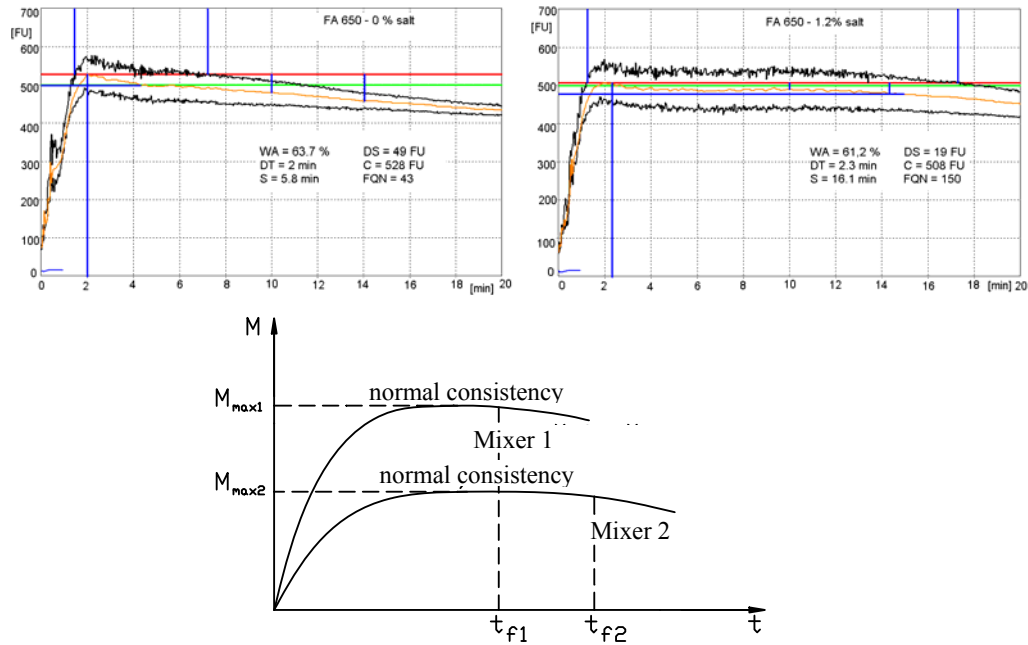 FA 650 - 0 % salt
700
[FU]
600
500
400
300
200
100
0
WA = 63.7 % DS = 49 FU
DT = 2 min C = 528 FU
S = 5.8 min FQN = 43
0 2 4 6 8 10 12 14 16 [min] 20
FA 650 - 1.2% salt
700
[FU]
600
500
400
300
200
100
0
WA = 61,2 % DS = 19 FU
DT = 2.3 min C = 508 FU
S = 16.1 min FQN = 150
0 2 4 6 8 10 12 14 16 18 [min] 20
M
normal consistency
Mmax1
Mixer 1
normal consistency
Mmax2
Mixer 2
tf1 tf2 t